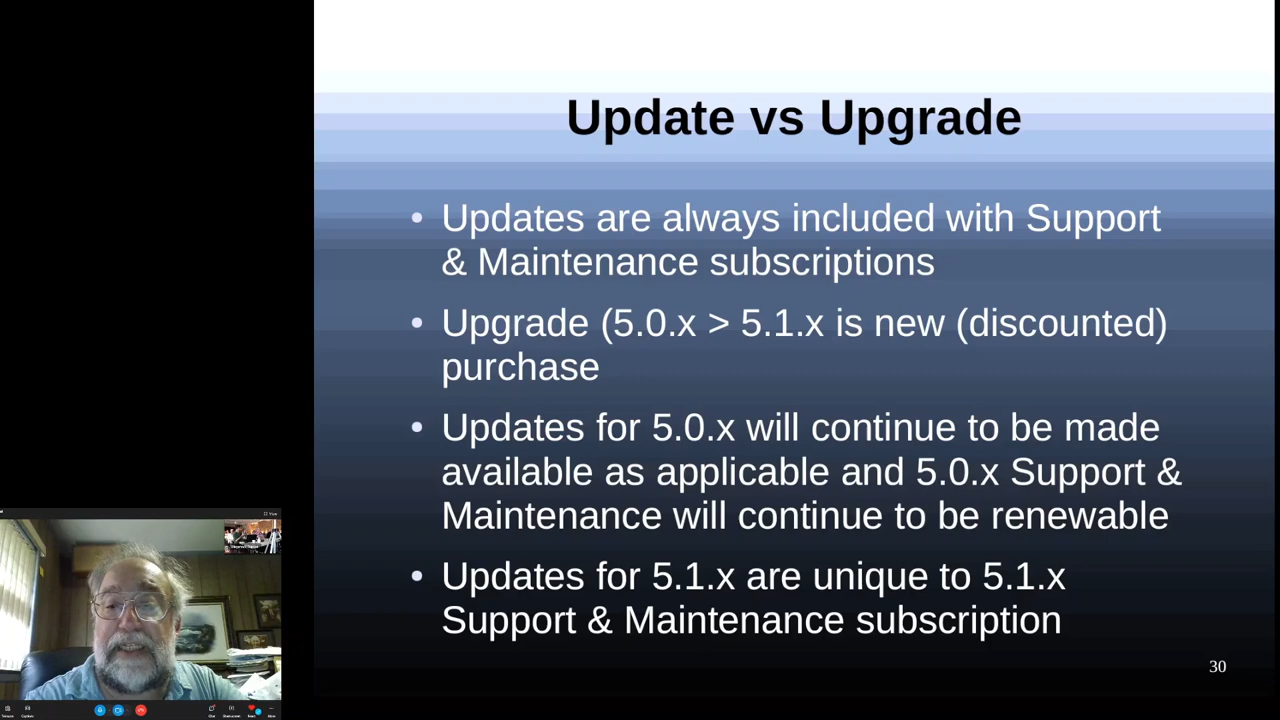 Update vs Upgrade
• Updates are always included with Support
& Maintenance subscriptions
• Upgrade (5.0.x > 5.1.x is new (discounted)
purchase
• Updates for 5.0.x will continue to be made
available as applicable and 5.0.x Support &
Maintenance will continue to be renewable
• Updates for 5.1.x are unique to 5.1.x
Support & Maintenance subscription
30
View